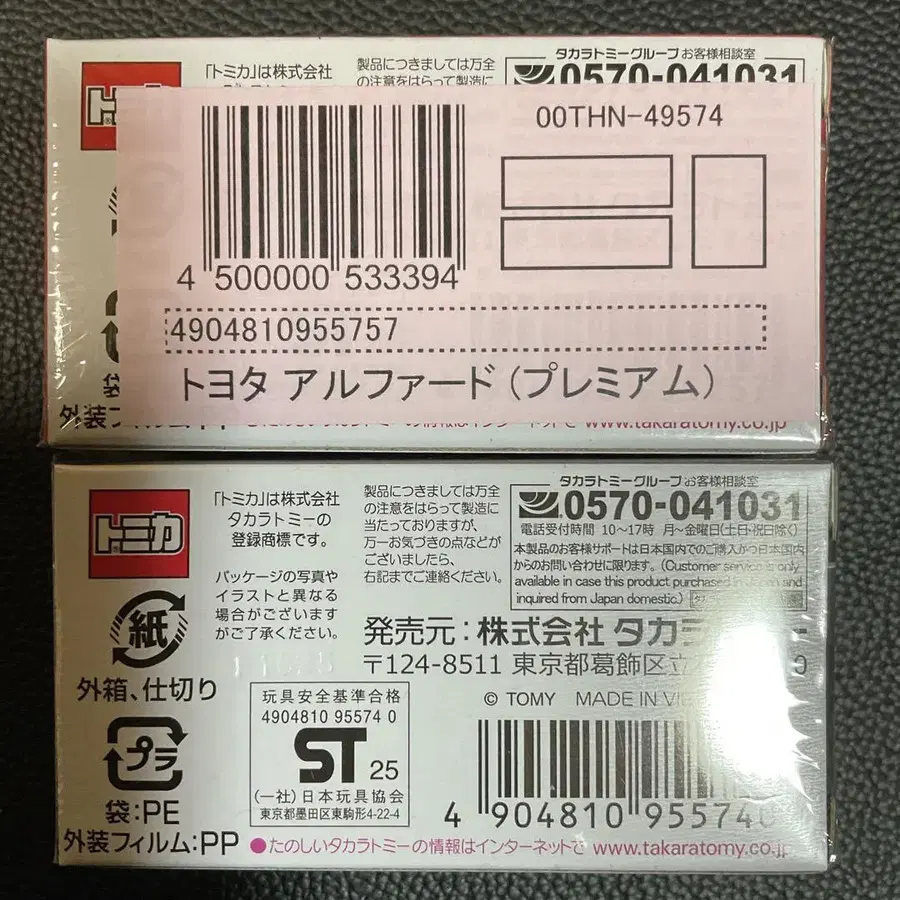 タカラトミーグループお客様相談室
0570-041031
トミカ
「トミカ」は株式会社
製品につきましては万全
の注意をはらって製造に
00THN-49574
4 500000 533394
4904810955757
トヨタ アルファード(プレミアム)
袋
外装フィルム:PP
www.takaratomy.co.jp
トミカ
「トミカ」は株式会社
タカラトミーの
登録商標です。
パッケージの写真や
イラストと異なる
場合がございます
がご了承ください。
製品につきましては万全
の注意をはらって製造に
当たっておりますが、
万一お気づきの点などが
ございましたら、
右記までご連絡ください。
タカラトミーグループお客様相談室
0570-041031
電話受付時間 10~17時 月~金曜日(土日・祝日除く)
本製品のお客様サポートは日本国内でのご購入かつ日本国内
からのお問い合わせに限ります。(Customer service is only
available in case this product purchased in Japan and
inquired from Japan domestic.)
発売元:株式会社 タカラ
〒124-8511 東京都葛飾区立
紙
外箱、仕切り
プラ
袋:PE
外装フィルム:PP
玩具安全基準合格
4904810 95574 0
ST 25
(一社)日本玩具協会
東京都墨田区東駒形4-22-4
© TOMY MADE IN VI
4 904810 95574
●たのしいタカラトミーの情報はインターネットで www.takaratomy.co.jp